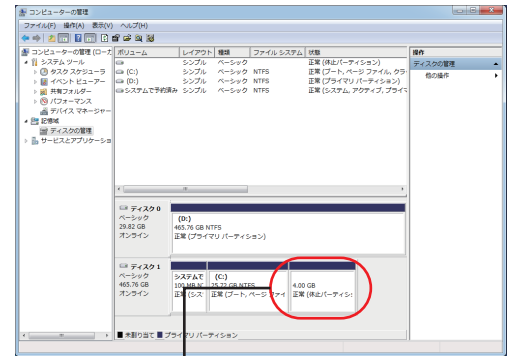 コンピューターの管理
ファイル(F) 操作(A) 表示(V) ヘルプ(H)
コンピューターの管理 (ローカ
システム ツール
タスク スケジューラ
イベント ビューアー
共有フォルダー
パフォーマンス
デバイス マネージャー
記憶域
ディスクの管理
サービスとアプリケーショ
ボリューム レイアウト 種類 ファイル システム 状態
シンプル ベーシック 正常 (休止パーティション)
(C:) シンプル ベーシック NTFS 正常 (ブート, ページ ファイル, クラ
(D:) シンプル ベーシック NTFS 正常 (プライマリ パーティション)
システムで予約済み シンプル ベーシック NTFS 正常 (システム, アクティブ, プライマ
操作
ディスクの管理
他の操作
ディスク 0
ベーシック
29.82 GB
オンライン
(D:)
465.76 GB NTFS
正常 (プライマリ パーティション)
ディスク 1
ベーシック
465.76 GB
オンライン
システムで
100 MB N
正常 (シス
(C:)
25.72 GB NTFS
正常 (ブート, ページ ファイ
4.00 GB
正常 (休止パーティシ
未割り当て プライマリ パーティション